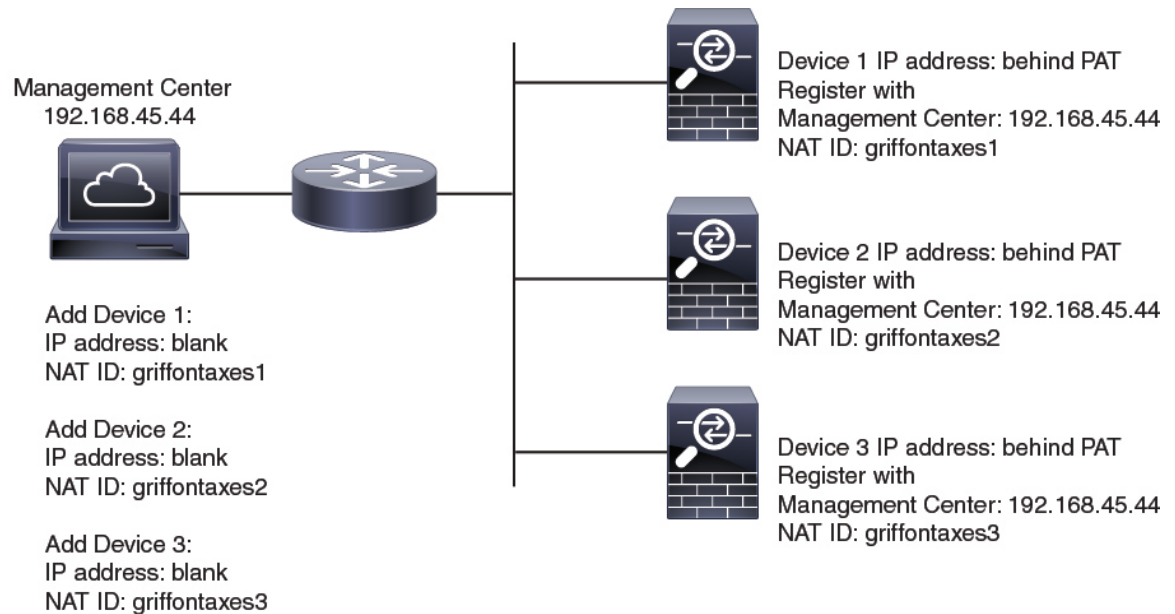 Management Center
192.168.45.44
Add Device 1:
IP address: blank
NAT ID: griffontaxes1
Add Device 2:
IP address: blank
NAT ID: griffontaxes2
Add Device 3:
IP address: blank
NAT ID: griffontaxes3
Device 1 IP address: behind PAT
Register with
Management Center: 192.168.45.44
NAT ID: griffontaxes1
Device 2 IP address: behind PAT
Register with
Management Center: 192.168.45.44
NAT ID: griffontaxes2
Device 3 IP address: behind PAT
Register with
Management Center: 192.168.45.44
NAT ID: griffontaxes3